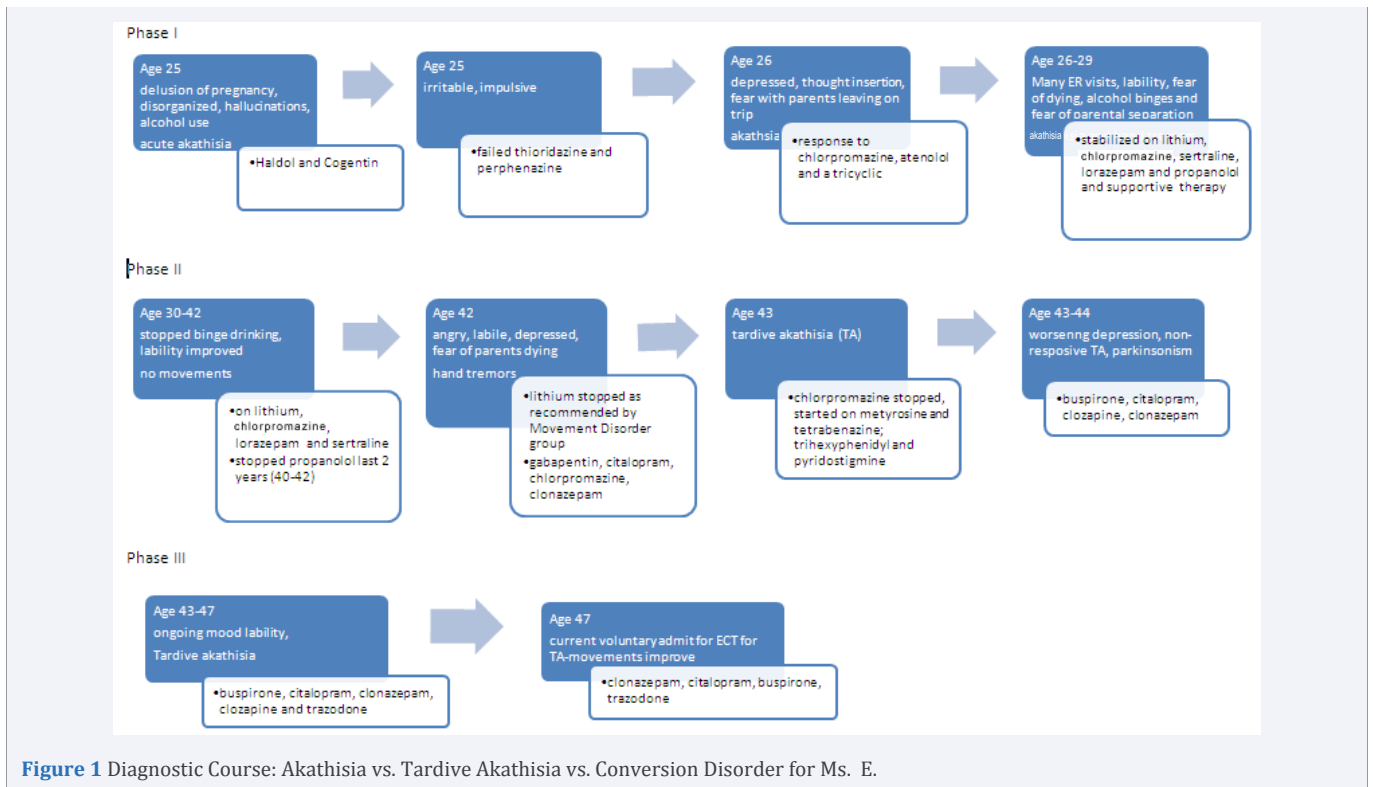 Phase I
Age 25
delusion of pregnancy,
disorganized, hallucinations,
alcohol use
acute akathisia
•Haldol and Cogentin
Age 25
irritable, impulsive
•failed thioridazine and
perphenazine
Age 26
depressed, thought insertion,
fear with parents leaving on
trip
akathsia
•response to
chlorpromazine, atenolol
and a tricyclic
Age 26-29
Many ER visits, lability, fear
of dying, alcohol binges and
fear of parental separation
akathisia
•stabilized on lithium,
chlorpromazine, sertraline,
lorazepam and propanolol
and supportive therapy
Phase II
Age 30-42
stopped binge drinking,
lability improved
no movements
•on lithium,
chlorpromazine,
lorazepam and sertraline
•stopped propanolol last 2
years (40-42)
Age 42
angry, labile, depressed,
fear of parents dying
hand tremors
•lithium stopped as
recommended by
Movement Disorder
group
•gabapentin, citalopram,
chlorpromazine,
clonazepam
Age 43
tardive akathisia (TA)
•chlorpromazine stopped,
started on metyrosine and
tetrabenazine;
trihexyphenidyl and
pyridostigmine
Age 43-44
worsenng depression, non-
resposive TA, parkinsonism
•buspirone, citalopram,
clozapine, clonazepam
Phase III
Age 43-47
ongoing mood lability,
Tardive akathisia
•buspirone, citalopram, clonazepam,
clozapine and trazodone
Age 47
current voluntary admit for ECT for
TA-movements improve
•clonazepam, citalopram, buspirone,
trazodone
Figure 1 Diagnostic Course: Akathisia vs. Tardive Akathisia vs. Conversion Disorder for Ms. E.